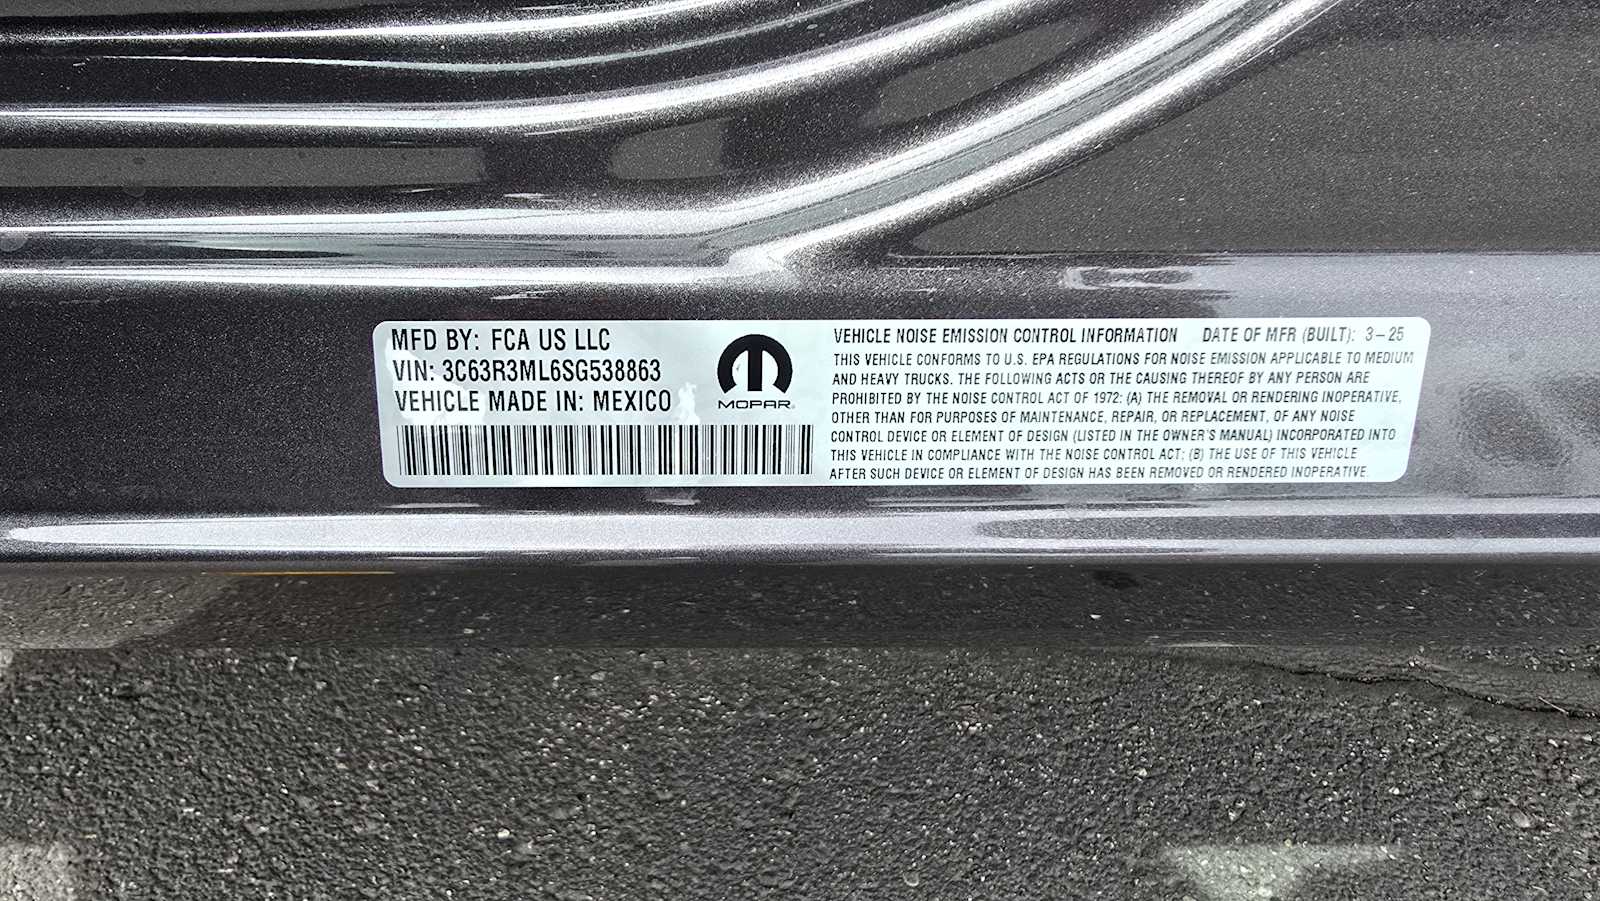 MFD BY: FCA US LLC
VIN: 3C63R3ML6SG538863
VEHICLE MADE IN: MEXICO
MOPAR
VEHICLE NOISE EMISSION CONTROL INFORMATION DATE OF MFR (BUILT): 3-25
THIS VEHICLE CONFORMS TO U.S. EPA REGULATIONS FOR NOISE EMISSION APPLICABLE TO MEDIUM
AND HEAVY TRUCKS. THE FOLLOWING ACTS OR THE CAUSING THEREOF BY ANY PERSON ARE
PROHIBITED BY THE NOISE CONTROL ACT OF 1972: (A) THE REMOVAL OR RENDERING INOPERATIVE,
OTHER THAN FOR PURPOSES OF MAINTENANCE, REPAIR, OR REPLACEMENT, OF ANY NOISE
CONTROL DEVICE OR ELEMENT OF DESIGN (LISTED IN THE OWNER'S MANUAL) INCORPORATED INTO
THIS VEHICLE IN COMPLIANCE WITH THE NOISE CONTROL ACT; (B) THE USE OF THIS VEHICLE
AFTER SUCH DEVICE OR ELEMENT OF DESIGN HAS BEEN REMOVED OR RENDERED INOPERATIVE.